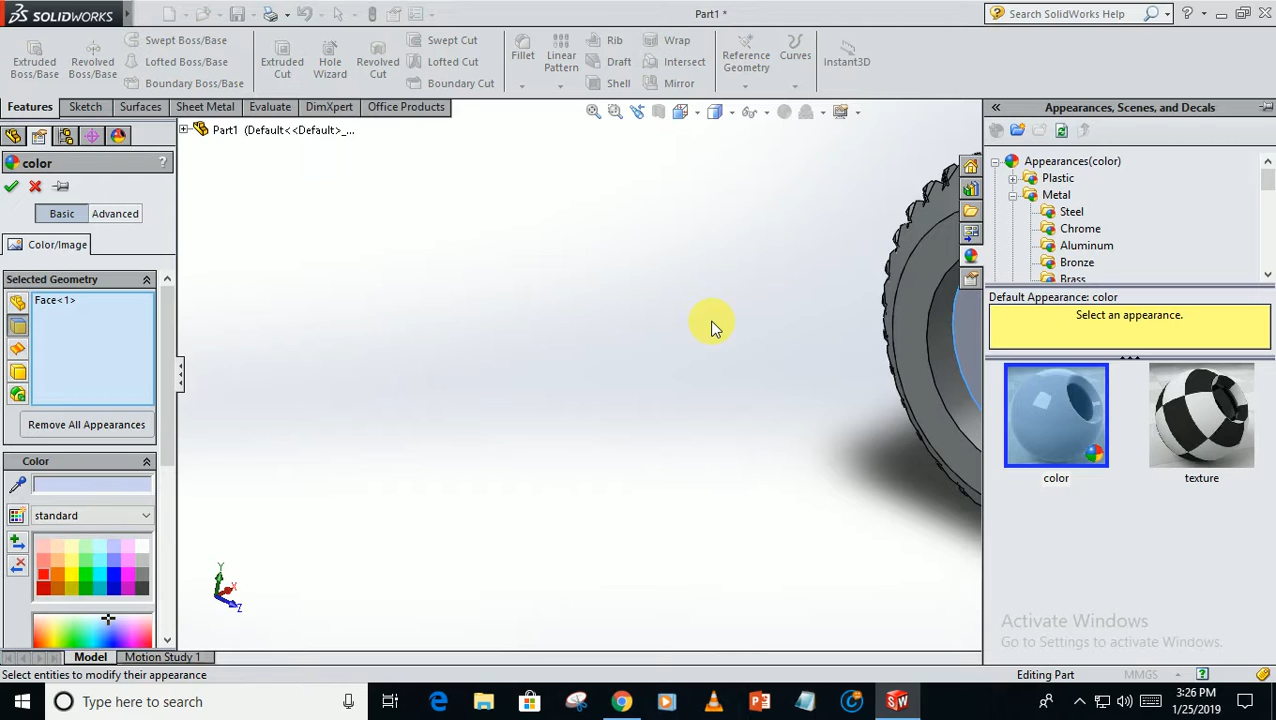 SOLIDWORKS
Part1 *
Search SolidWorks Help
Extruded Boss/Base
Revolved Boss/Base
Swept Boss/Base
Lofted Boss/Base
Boundary Boss/Base
Extruded Cut
Hole Wizard
Revolved Cut
Swept Cut
Lofted Cut
Boundary Cut
Fillet
Linear Pattern
Rib
Draft
Shell
Wrap
Intersect
Mirror
Reference Geometry
Curves
Instant3D
Features
Sketch
Surfaces
Sheet Metal
Evaluate
DimXpert
Office Products
Appearances, Scenes, and Decals
Part1 (Default<<Default>_...
color
?
Basic
Advanced
Color/Image
Selected Geometry
Face<1>
Remove All Appearances
Color
standard
Y
X
Z
Appearances(color)
Plastic
Metal
Steel
Chrome
Aluminum
Bronze
Brass
Default Appearance: color
Select an appearance.
color
texture
Activate Windows
Go to Settings to activate Windows.
Model
Motion Study 1
Select entities to modify their appearance
Editing Part
MMGS
Type here to search
3:26 PM
1/25/2019